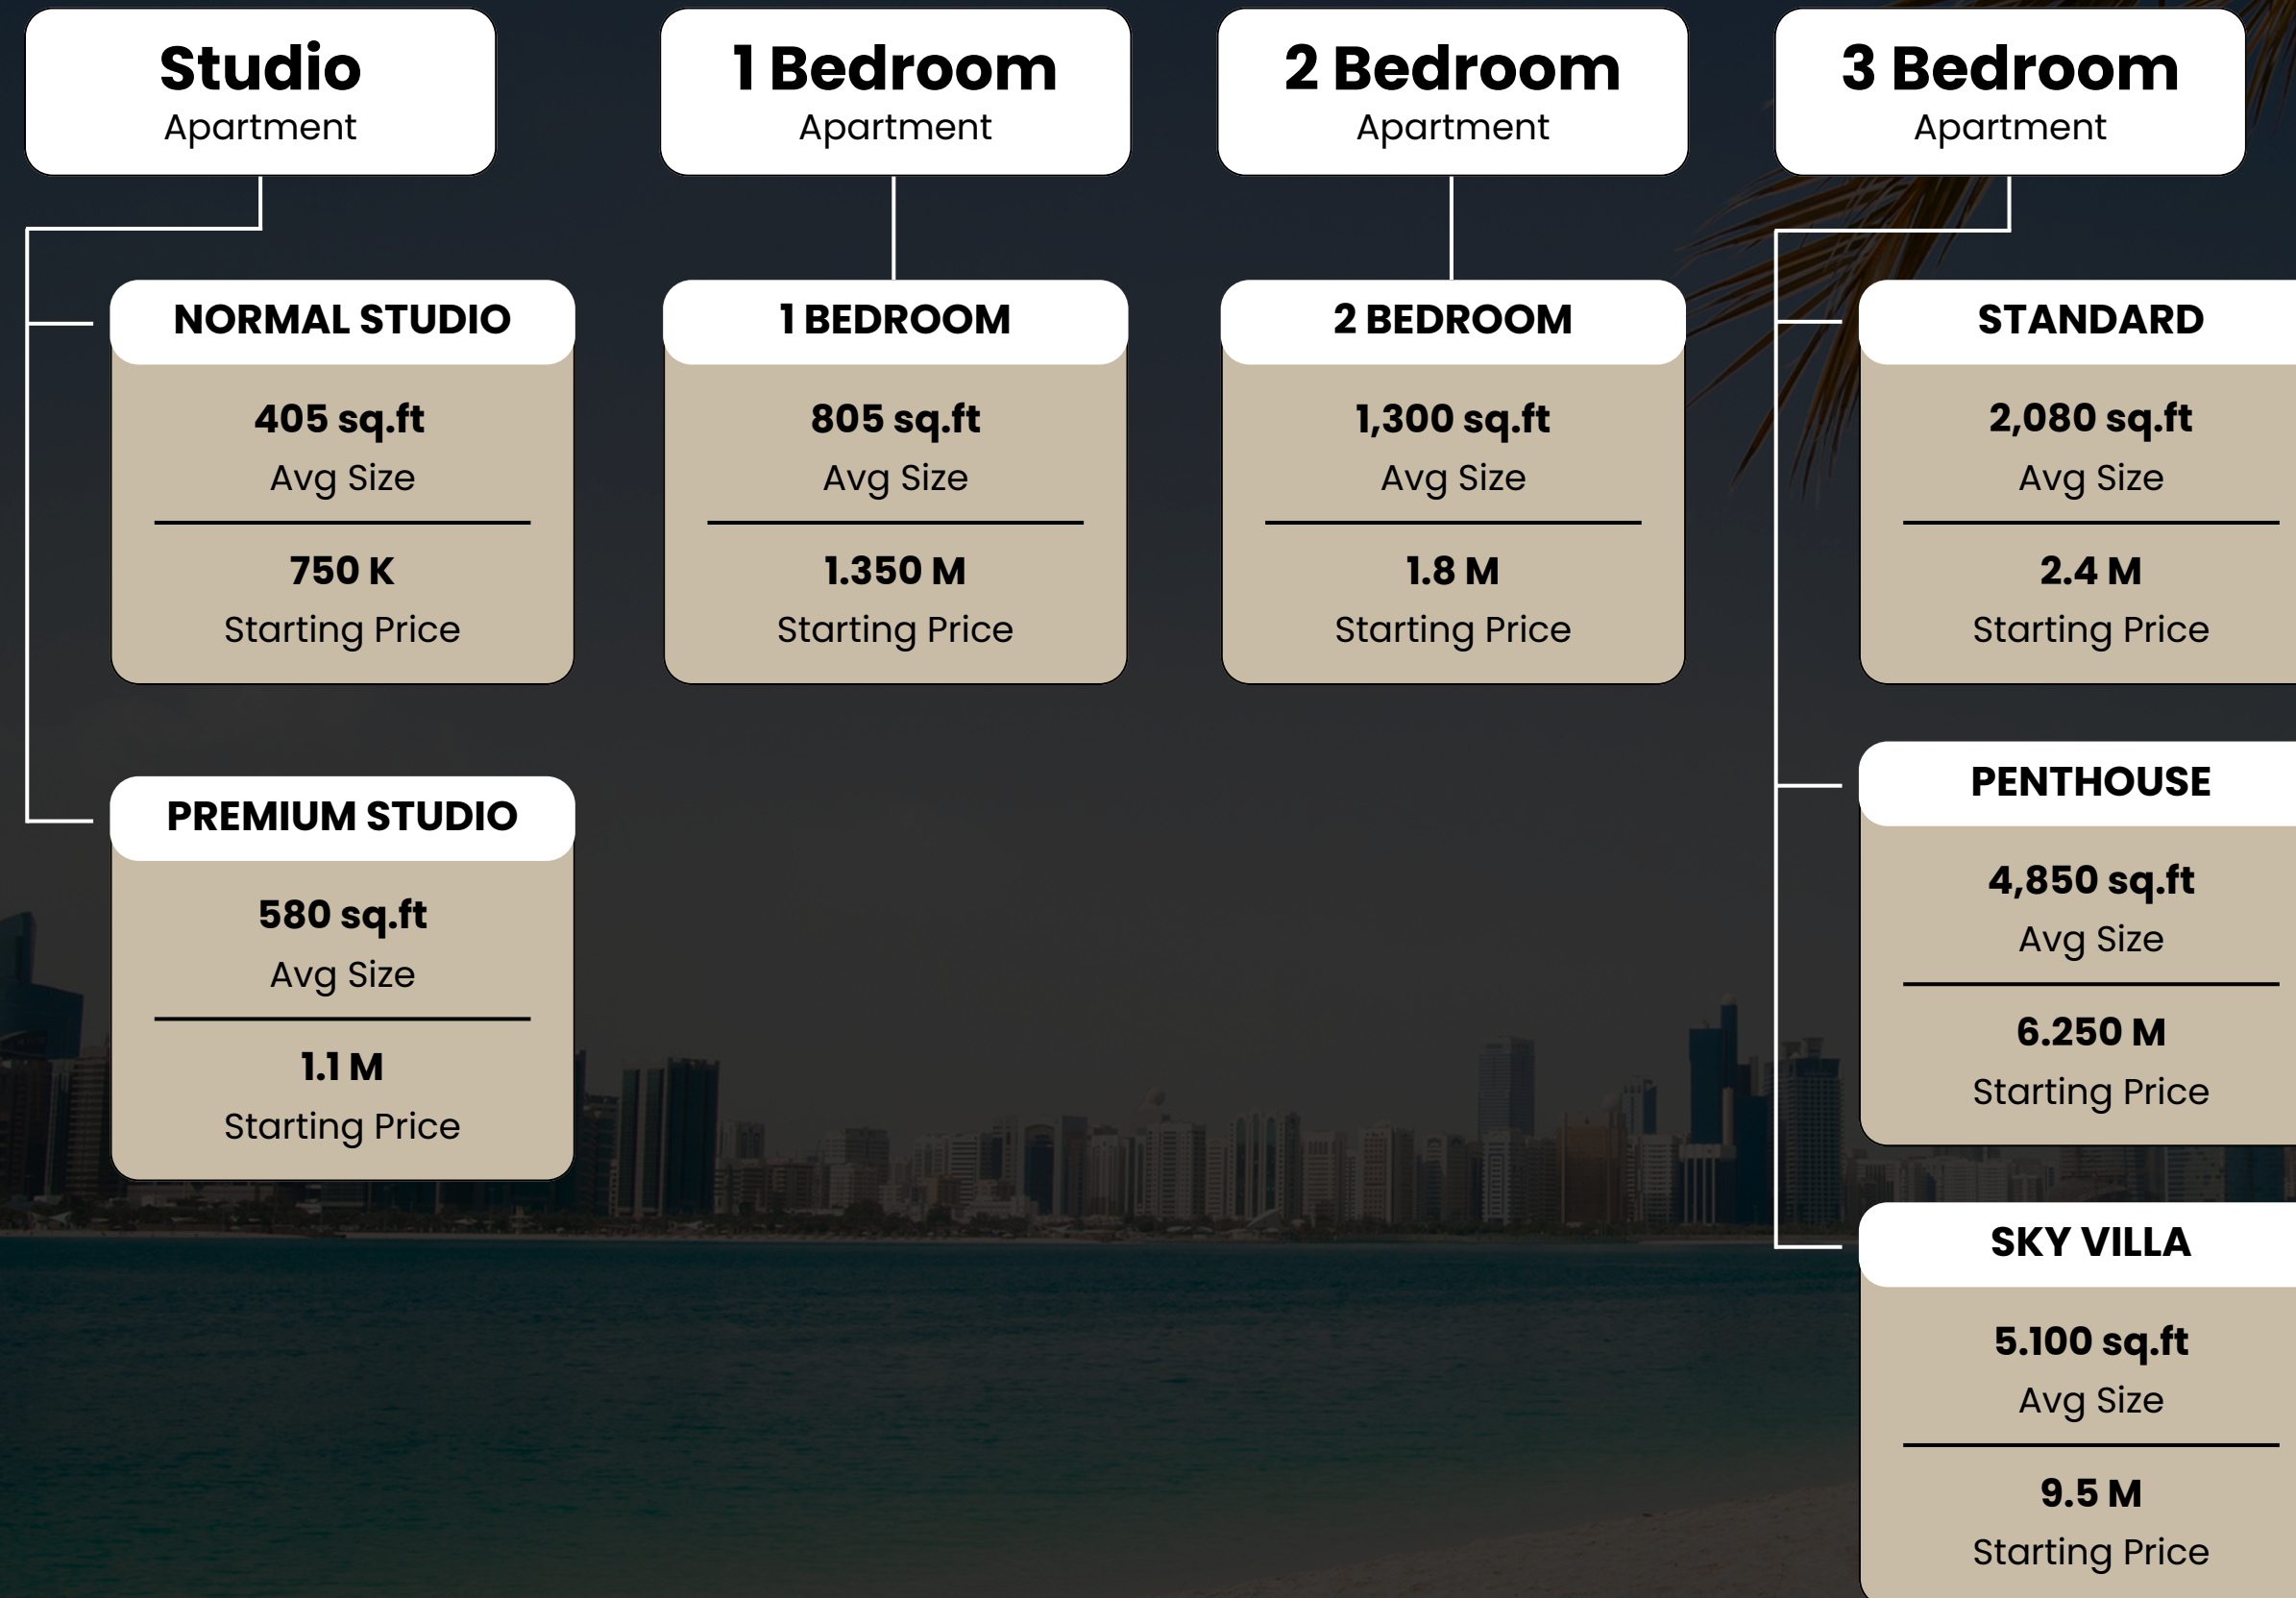 Studio
Apartment
NORMAL STUDIO
405 sq.ft
Avg Size
750 K
Starting Price
PREMIUM STUDIO
580 sq.ft
Avg Size
1.1 M
Starting Price
1 Bedroom
Apartment
1 BEDROOM
805 sq.ft
Avg Size
1.350 M
Starting Price
2 Bedroom
Apartment
2 BEDROOM
1,300 sq.ft
Avg Size
1.8 M
Starting Price
3 Bedroom
Apartment
STANDARD
2,080 sq.ft
Avg Size
2.4 M
Starting Price
PENTHOUSE
4,850 sq.ft
Avg Size
6.250 M
Starting Price
SKY VILLA
5.100 sq.ft
Avg Size
9.5 M
Starting Price